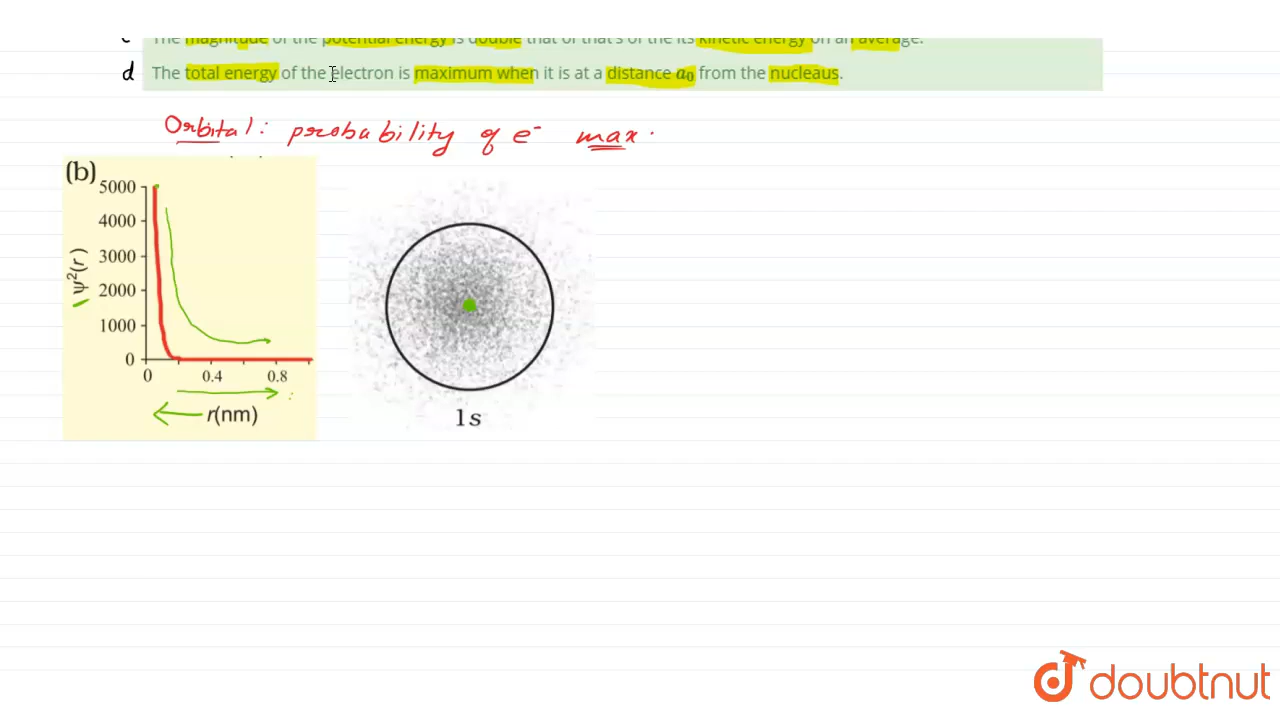 c The magnitude of the potential energy is double that of that's of the its kinetic energy on an average.
d The total energy of the electron is maximum when it is at a distance a₀ from the nucleaus.
Orbital: probability of e⁻ max.
(b)
5000
4000
3000
2000
1000
0
ψ²(r)
0 0.4 0.8
r(nm)
1s
doubtnut